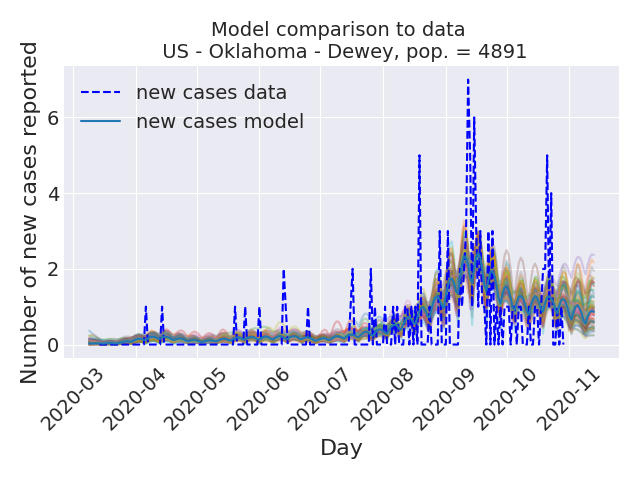 Model comparison to data
US - Oklahoma - Dewey, pop. = 4891
Number of new cases reported
6
4
2
0
new cases data
new cases model
2020-03
2020-04
2020-05
2020-06
2020-07
2020-08
2020-09
2020-10
2020-11
Day